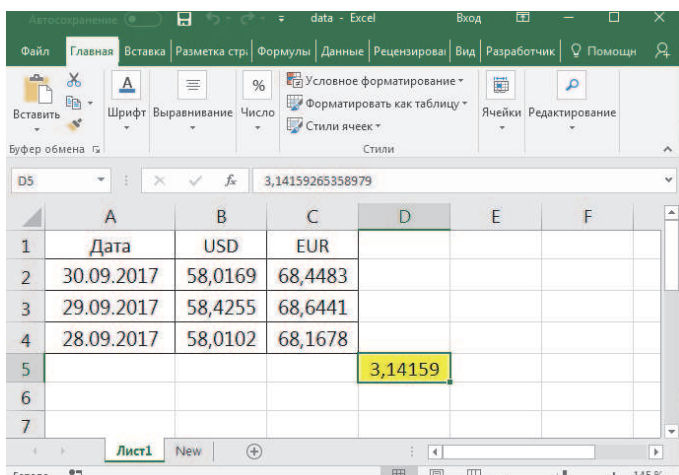 Автосохранение data - Excel Вход
Файл Главная Вставка Разметка стр Формулы Данные Рецензирова Вид Разработчик Помощн
Вставить Шрифт Выравнивание Число Условное форматирование Ячейки Редактирование
%
Форматировать как таблицу
Стили ячеек
Буфер обмена Стили
D5 fx 3,14159265358979
A B C D E F
1 Дата USD EUR
2 30.09.2017 58,0169 68,4483
3 29.09.2017 58,4255 68,6441
4 28.09.2017 58,0102 68,1678
5 3,14159
6
7
Лист1 New
145 %